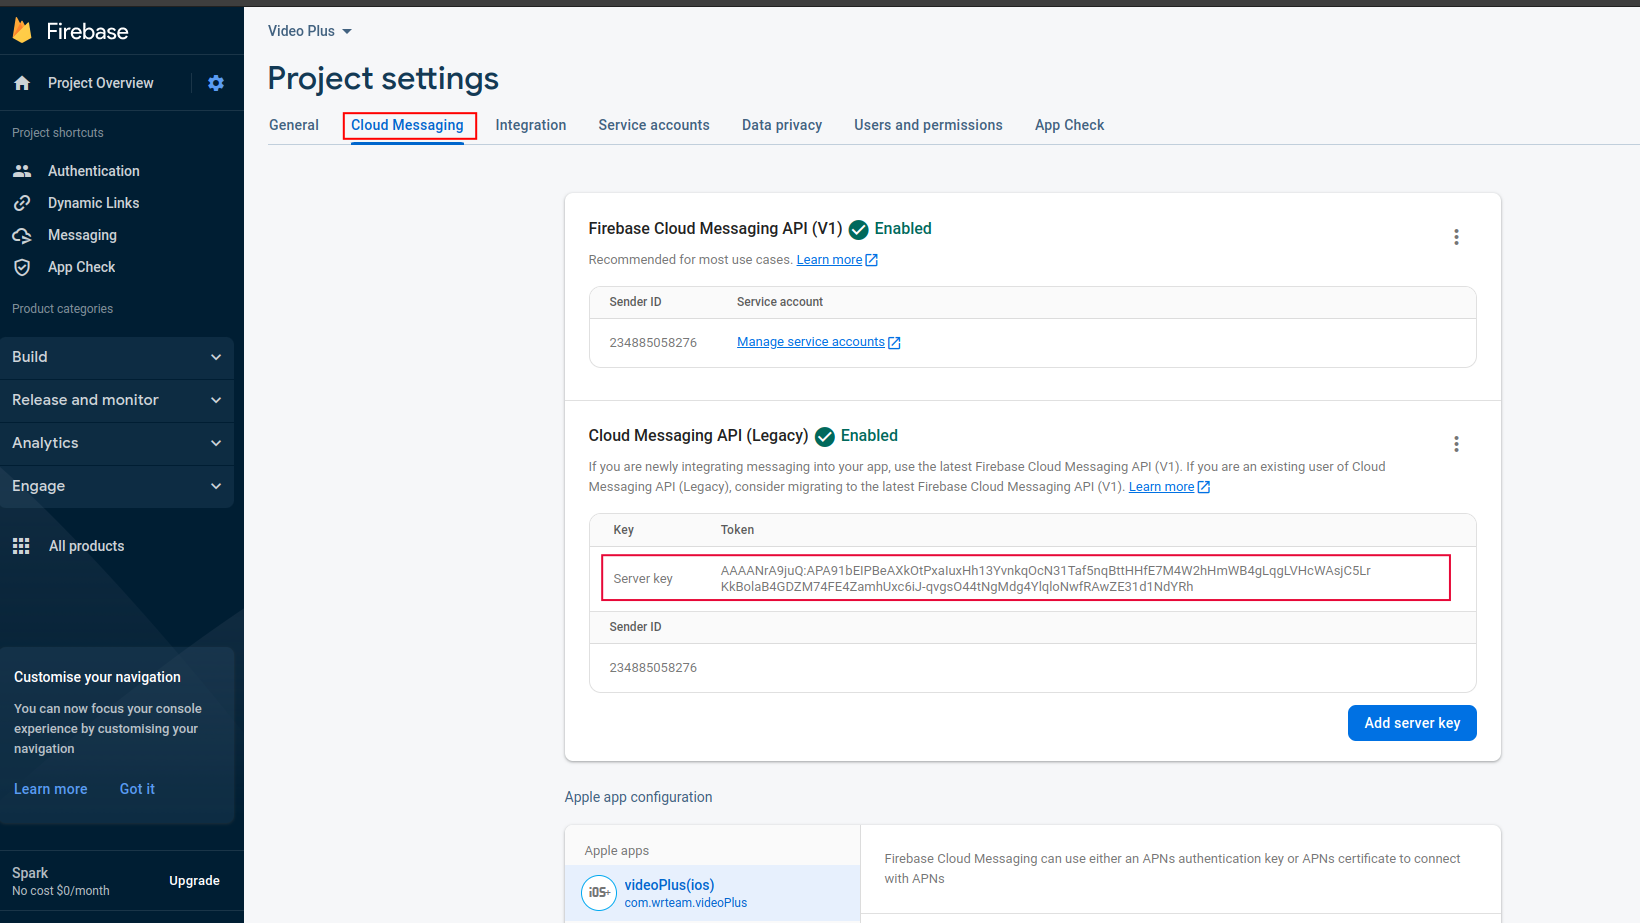 Firebase
Project Overview
Project shortcuts
Authentication
Dynamic Links
Messaging
App Check
Product categories
Build
Release and monitor
Analytics
Engage
All products
Customise your navigation
You can now focus your console
experience by customising your
navigation
Learn more Got it
Spark
No cost $0/month
Upgrade
Video Plus
Project settings
General Cloud Messaging Integration Service accounts Data privacy Users and permissions App Check
Firebase Cloud Messaging API (V1) Enabled
Recommended for most use cases. Learn more
Sender ID Service account
234885058276 Manage service accounts
Cloud Messaging API (Legacy) Enabled
If you are newly integrating messaging into your app, use the latest Firebase Cloud Messaging API (V1). If you are an existing user of Cloud
Messaging API (Legacy), consider migrating to the latest Firebase Cloud Messaging API (V1). Learn more
Key Token
Server key
AAAANrA9juQ:APA91bEIPBeAXkOtPxaIuxHh13YvnkqOcN31Taf5nqBttHHfE7M4W2hHmWB4gLqgLVHcWAsjC5Lr
KkBolaB4GDZM74FE4ZamhUxc6iJ-qvgsO44tNgMdg4YlqloNwfRAwZE31d1NdYRh
Sender ID
234885058276
Add server key
Apple app configuration
Apple apps
iOS+
videoPlus(ios)
com.wrteam.videoPlus
Firebase Cloud Messaging can use either an APNs authentication key or APNs certificate to connect
with APNs